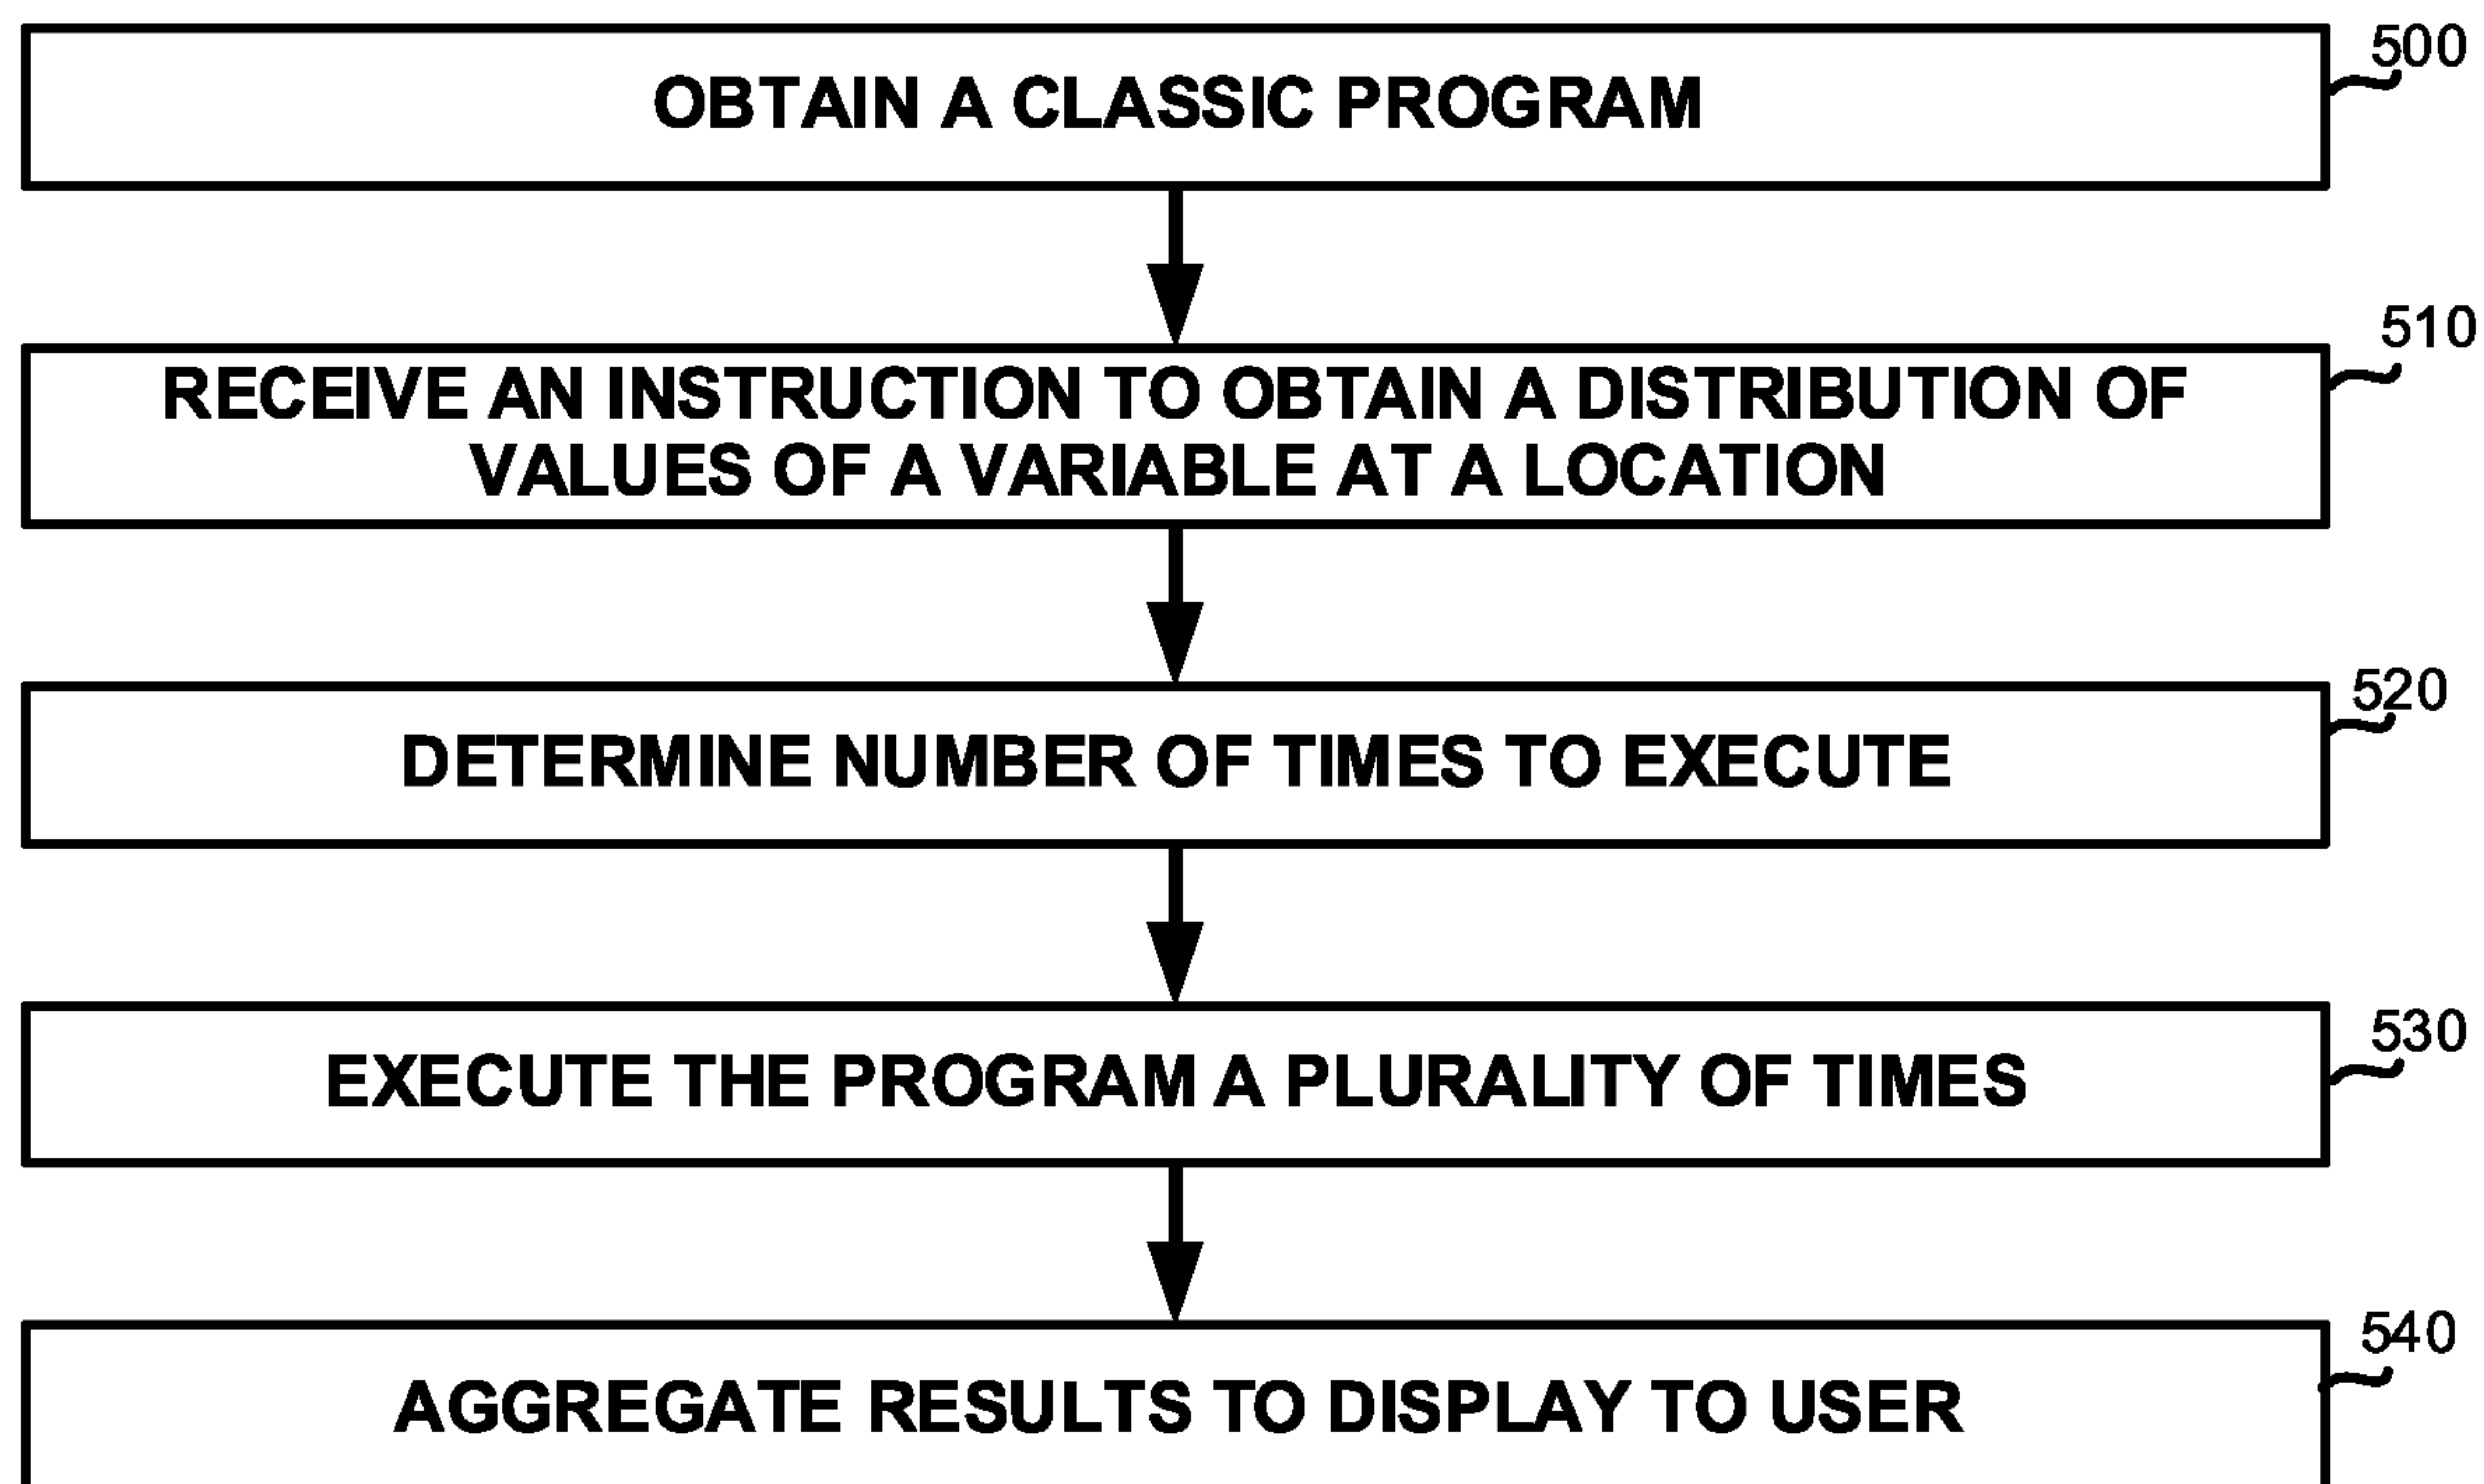 500
OBTAIN A CLASSIC PROGRAM
510
RECEIVE AN INSTRUCTION TO OBTAIN A DISTRIBUTION OF
VALUES OF A VARIABLE AT A LOCATION
520
DETERMINE NUMBER OF TIMES TO EXECUTE
530
EXECUTE THE PROGRAM A PLURALITY OF TIMES
540
AGGREGATE RESULTS TO DISPLAY TO USER